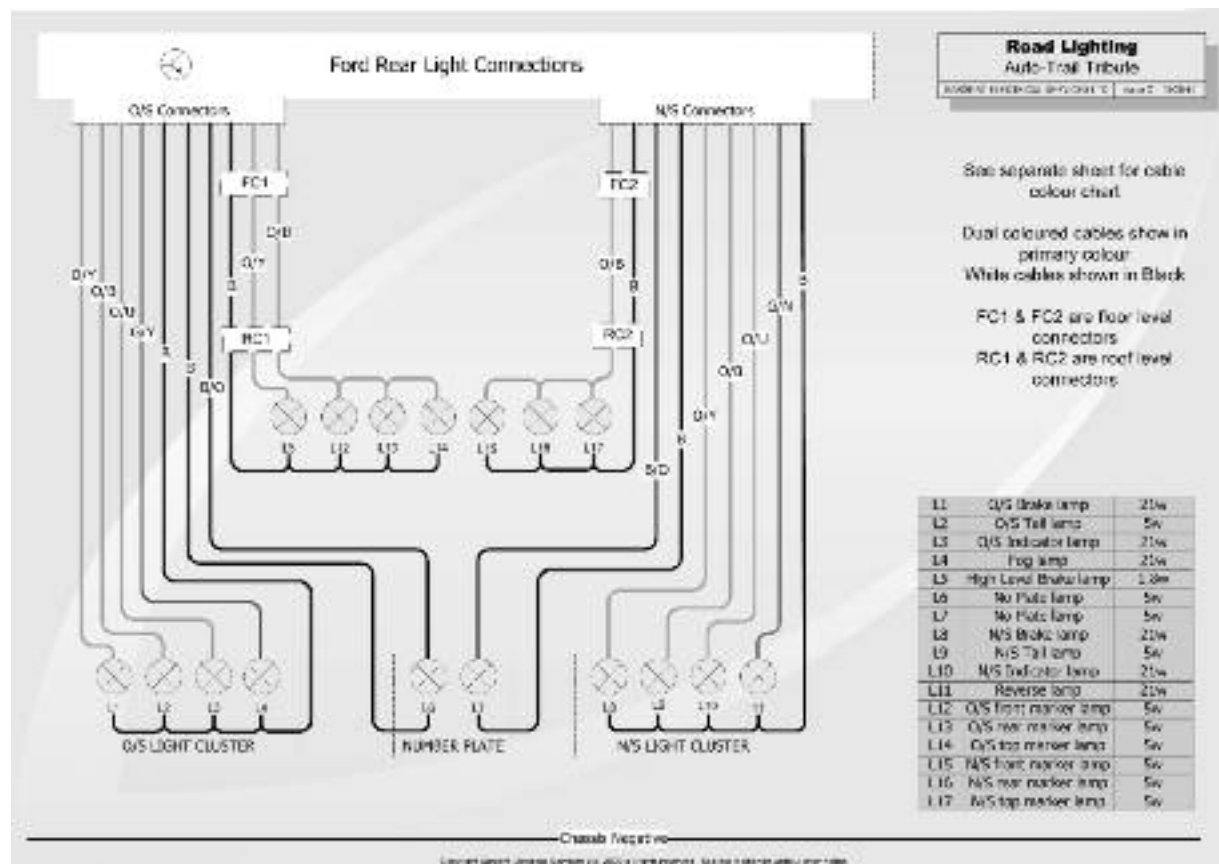 Ford Rear Light Connections
Road Lighting
Auto-Trail Tribute
O/S Connectors
N/S Connectors
FC1
FC2
See separate sheet for cable
colour chart
Dual coloured cables show in
primary colour
White cables shown in Black
FC1 & FC2 are floor level
connectors
RC1 & RC2 are roof level
connectors
O/B
O/Y
B
O/B
B
B
O/Y
B
B/O
RC1
RC2
O/B
O/Y
B
B/O
L5
L12
L13
L14
L15
L16
L17
L1 O/S Brake lamp 21w
L2 O/S Tail lamp 5w
L3 O/S Indicator lamp 21w
L4 Fog lamp 21w
L5 High Level Brake lamp 1.8w
L6 No Plate lamp 5w
L7 No Plate lamp 5w
L8 N/S Brake lamp 21w
L9 N/S Tail lamp 5w
L10 N/S Indicator lamp 21w
L11 Reverse lamp 21w
L12 O/S front marker lamp 5w
L13 O/S rear marker lamp 5w
L14 O/S top marker lamp 5w
L15 N/S front marker lamp 5w
L16 N/S rear marker lamp 5w
L17 N/S top marker lamp 5w
L1
L2
L3
L4
L6
L7
L8
L9
L10
O/S LIGHT CLUSTER
NUMBER PLATE
N/S LIGHT CLUSTER
Chassis Negative